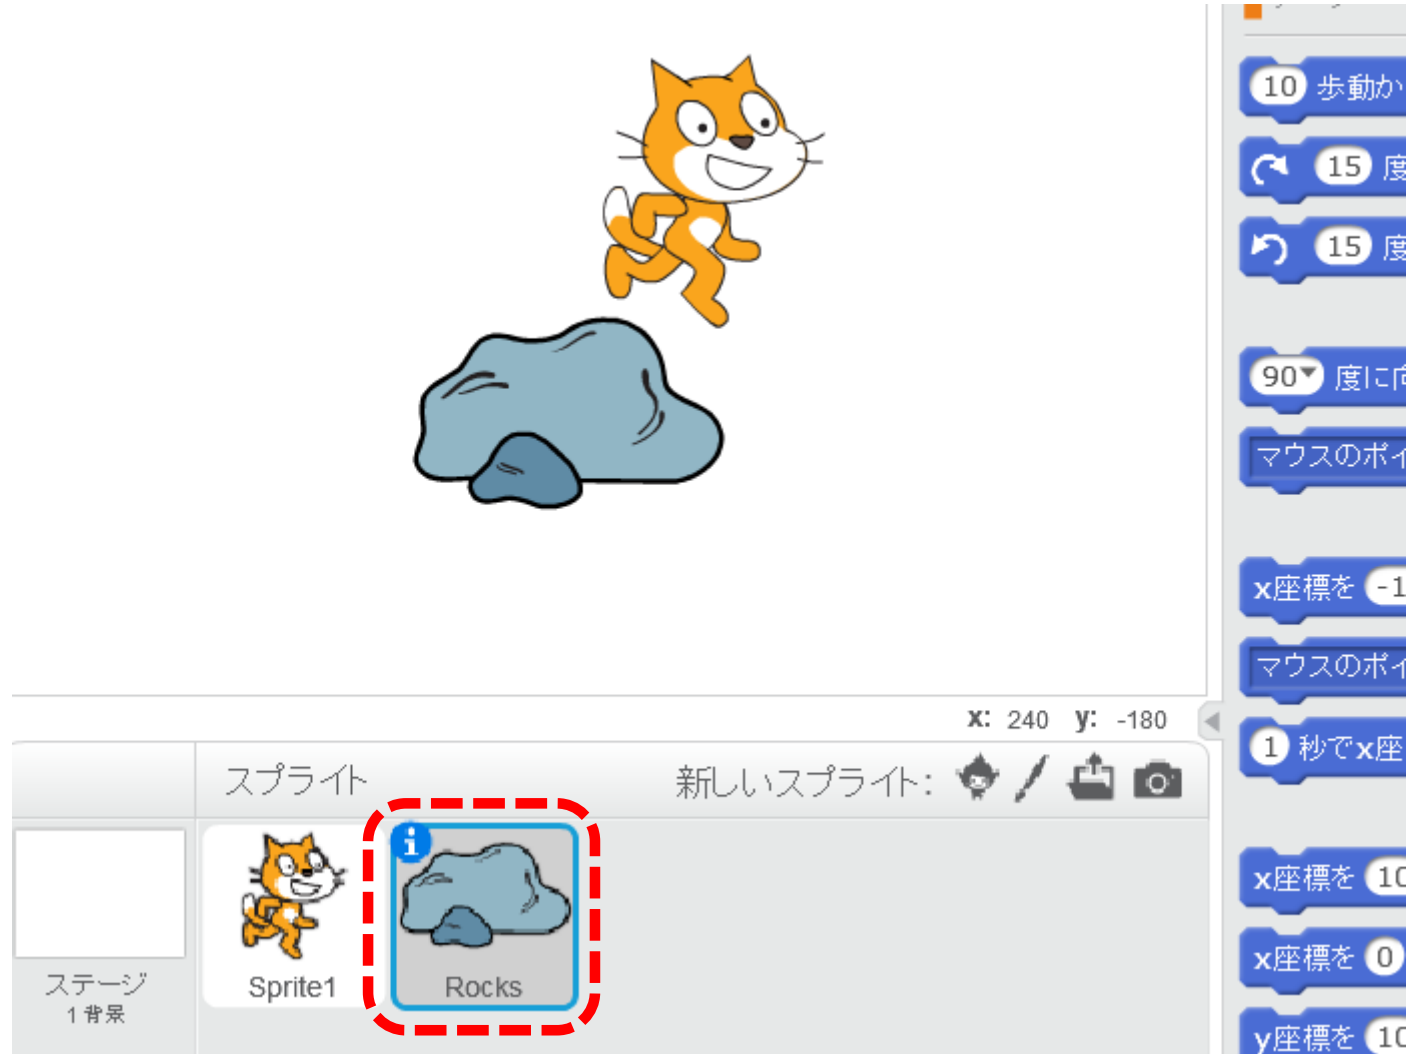 10 歩動か
15 度
15 度
90 度に
マウスのポイ
x座標を -1
マウスのポイ
x: 240 y: -180
1 秒でx座
スプライト
新しいスプライト:
i
Sprite1
Rocks
ステージ
1 背景
x座標を 10
x座標を 0
y座標を 10